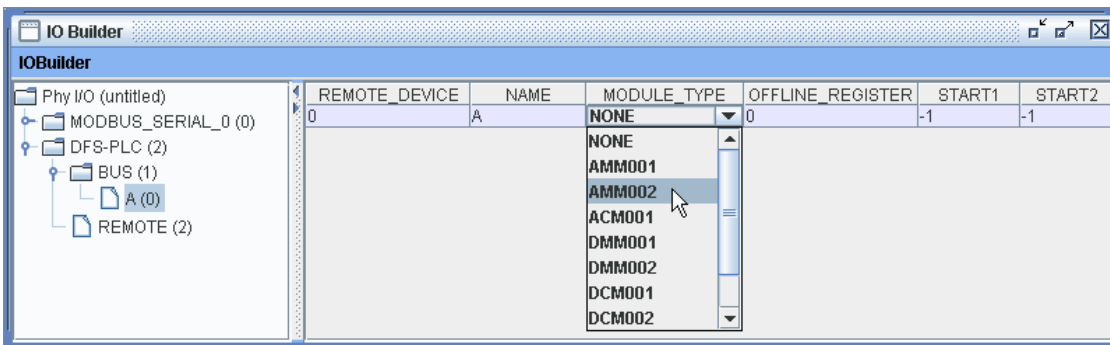 IO Builder
IOBuilder
Phy I/O (untitled)
MODBUS_SERIAL_0 (0)
DFS-PLC (2)
BUS (1)
A (0)
REMOTE (2)
REMOTE_DEVICE NAME MODULE_TYPE OFFLINE_REGISTER START1 START2
0 A NONE 0 -1 -1
NONE
AMM001
AMM002
ACM001
DMM001
DMM002
DCM001
DCM002